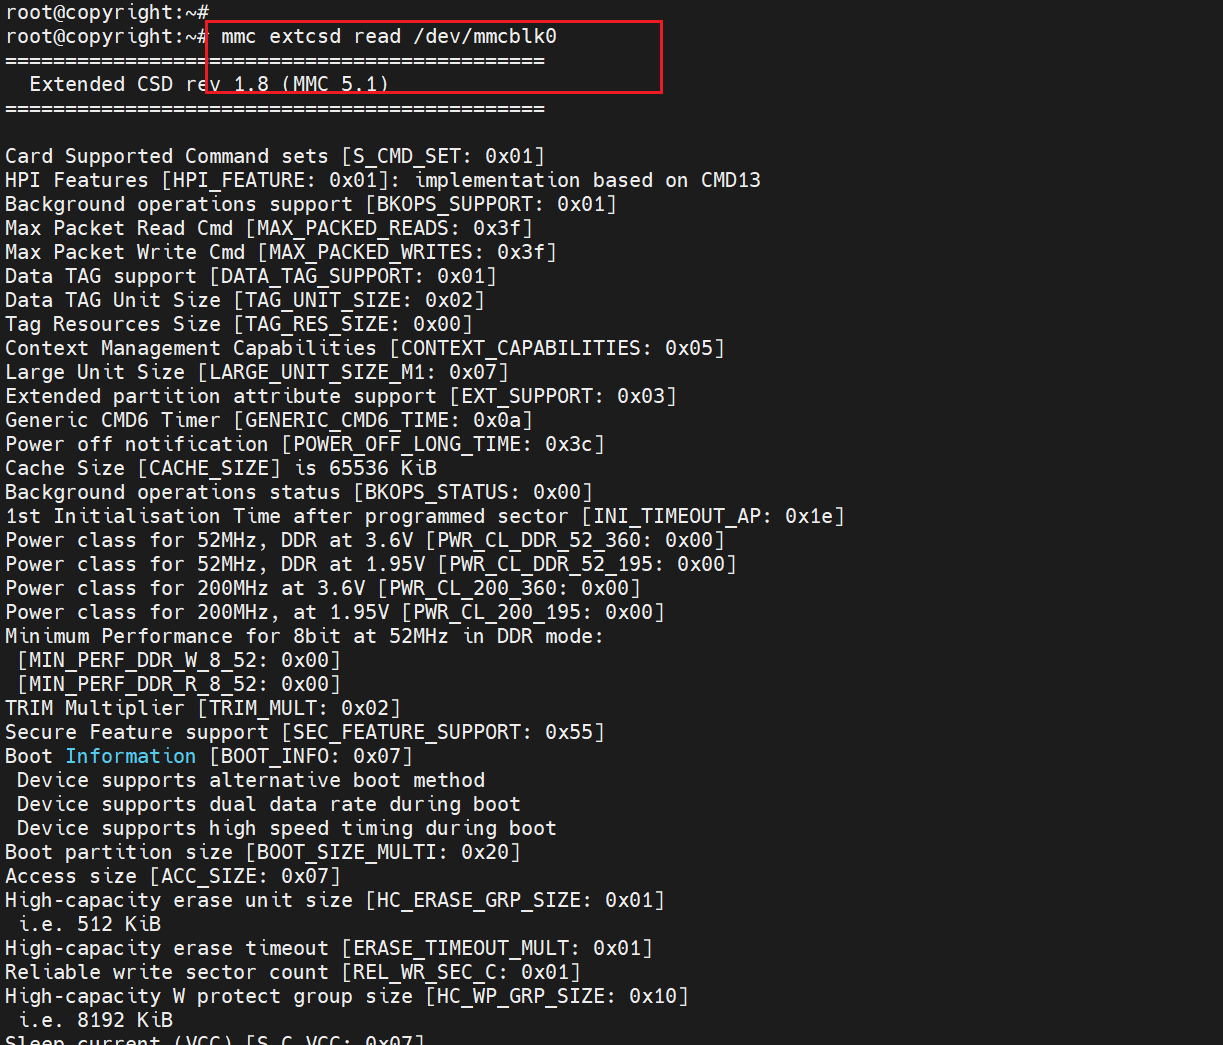 root@copyright:~#
root@copyright:~# mmc extcsd read /dev/mmcblk0
=============================================
  Extended CSD rev 1.8 (MMC 5.1)
=============================================

Card Supported Command sets [S_CMD_SET: 0x01]
HPI Features [HPI_FEATURE: 0x01]: implementation based on CMD13
Background operations support [BKOPS_SUPPORT: 0x01]
Max Packet Read Cmd [MAX_PACKED_READS: 0x3f]
Max Packet Write Cmd [MAX_PACKED_WRITES: 0x3f]
Data TAG support [DATA_TAG_SUPPORT: 0x01]
Data TAG Unit Size [TAG_UNIT_SIZE: 0x02]
Tag Resources Size [TAG_RES_SIZE: 0x00]
Context Management Capabilities [CONTEXT_CAPABILITIES: 0x05]
Large Unit Size [LARGE_UNIT_SIZE_M1: 0x07]
Extended partition attribute support [EXT_SUPPORT: 0x03]
Generic CMD6 Timer [GENERIC_CMD6_TIME: 0x0a]
Power off notification [POWER_OFF_LONG_TIME: 0x3c]
Cache Size [CACHE_SIZE] is 65536 KiB
Background operations status [BKOPS_STATUS: 0x00]
1st Initialisation Time after programmed sector [INI_TIMEOUT_AP: 0x1e]
Power class for 52MHz, DDR at 3.6V [PWR_CL_DDR_52_360: 0x00]
Power class for 52MHz, DDR at 1.95V [PWR_CL_DDR_52_195: 0x00]
Power class for 200MHz at 3.6V [PWR_CL_200_360: 0x00]
Power class for 200MHz, at 1.95V [PWR_CL_200_195: 0x00]
Minimum Performance for 8bit at 52MHz in DDR mode:
 [MIN_PERF_DDR_W_8_52: 0x00]
 [MIN_PERF_DDR_R_8_52: 0x00]
TRIM Multiplier [TRIM_MULT: 0x02]
Secure Feature support [SEC_FEATURE_SUPPORT: 0x55]
Boot Information [BOOT_INFO: 0x07]
 Device supports alternative boot method
 Device supports dual data rate during boot
 Device supports high speed timing during boot
Boot partition size [BOOT_SIZE_MULTI: 0x20]
Access size [ACC_SIZE: 0x07]
High-capacity erase unit size [HC_ERASE_GRP_SIZE: 0x01]
 i.e. 512 KiB
High-capacity erase timeout [ERASE_TIMEOUT_MULT: 0x01]
Reliable write sector count [REL_WR_SEC_C: 0x01]
High-capacity W protect group size [HC_WP_GRP_SIZE: 0x10]
 i.e. 8192 KiB
Sleep current (VCC) [S_C_VCC: 0x07]